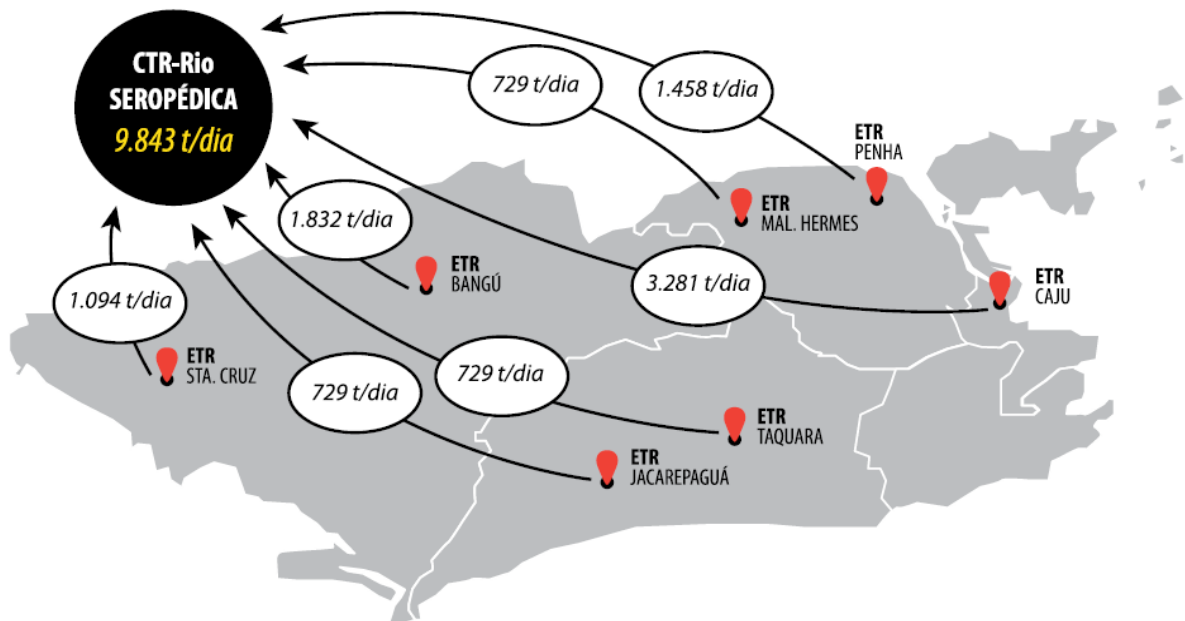 CTR-Rio
SEROPÉDICA
9.843 t/dia
729 t/dia
1.458 t/dia
ETR
PENHA
ETR
MAL. HERMES
1.832 t/dia
ETR
BANGÚ
3.281 t/dia
ETR
CAJU
1.094 t/dia
ETR
STA. CRUZ
729 t/dia
729 t/dia
ETR
TAQUARA
ETR
JACAREPAGUÁ